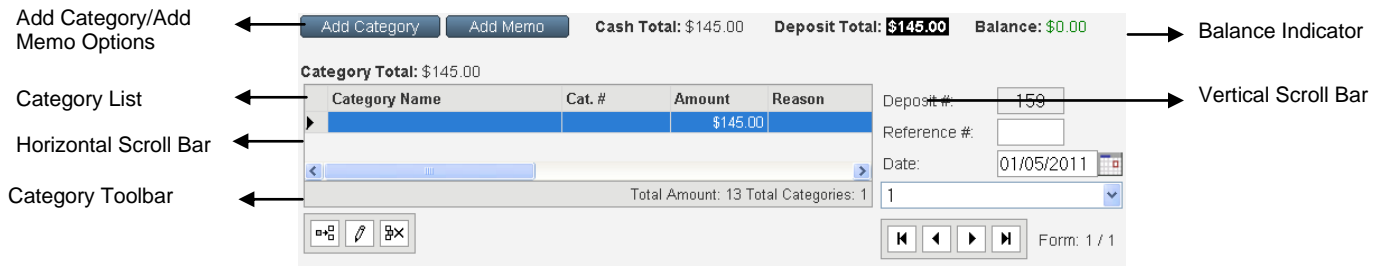 Add Category/Add
Memo Options
Add Category Add Memo Cash Total: $145.00 Deposit Total: $145.00 Balance: $0.00
Balance Indicator
Category Total: $145.00
Category List
Category Name Cat. # Amount Reason
Deposit #: 159
Vertical Scroll Bar
$145.00
Reference #:
Horizontal Scroll Bar
Date: 01/05/2011
Category Toolbar
Total Amount: 13 Total Categories: 1
1
Form: 1 / 1